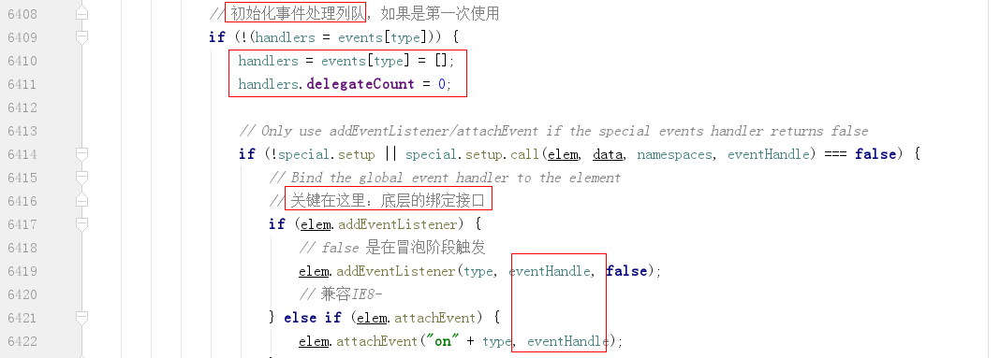 6408 // 初始化事件处理列队，如果是第一次使用
6409 if (!(handlers = events[type])) {
6410 handlers = events[type] = [];
6411 handlers.delegateCount = 0;
6412
6413 // Only use addEventListener/attachEvent if the special events handler returns false
6414 if (!special.setup || special.setup.call(elem, data, namespaces, eventHandle) === false) {
6415 // Bind the global event handler to the element
6416 // 关键在这里：底层的绑定接口
6417 if (elem.addEventListener) {
6418 // false 是在冒泡阶段触发
6419 elem.addEventListener(type, eventHandle, false);
6420 // 兼容IE8-
6421 } else if (elem.attachEvent) {
6422 elem.attachEvent("on" + type, eventHandle);